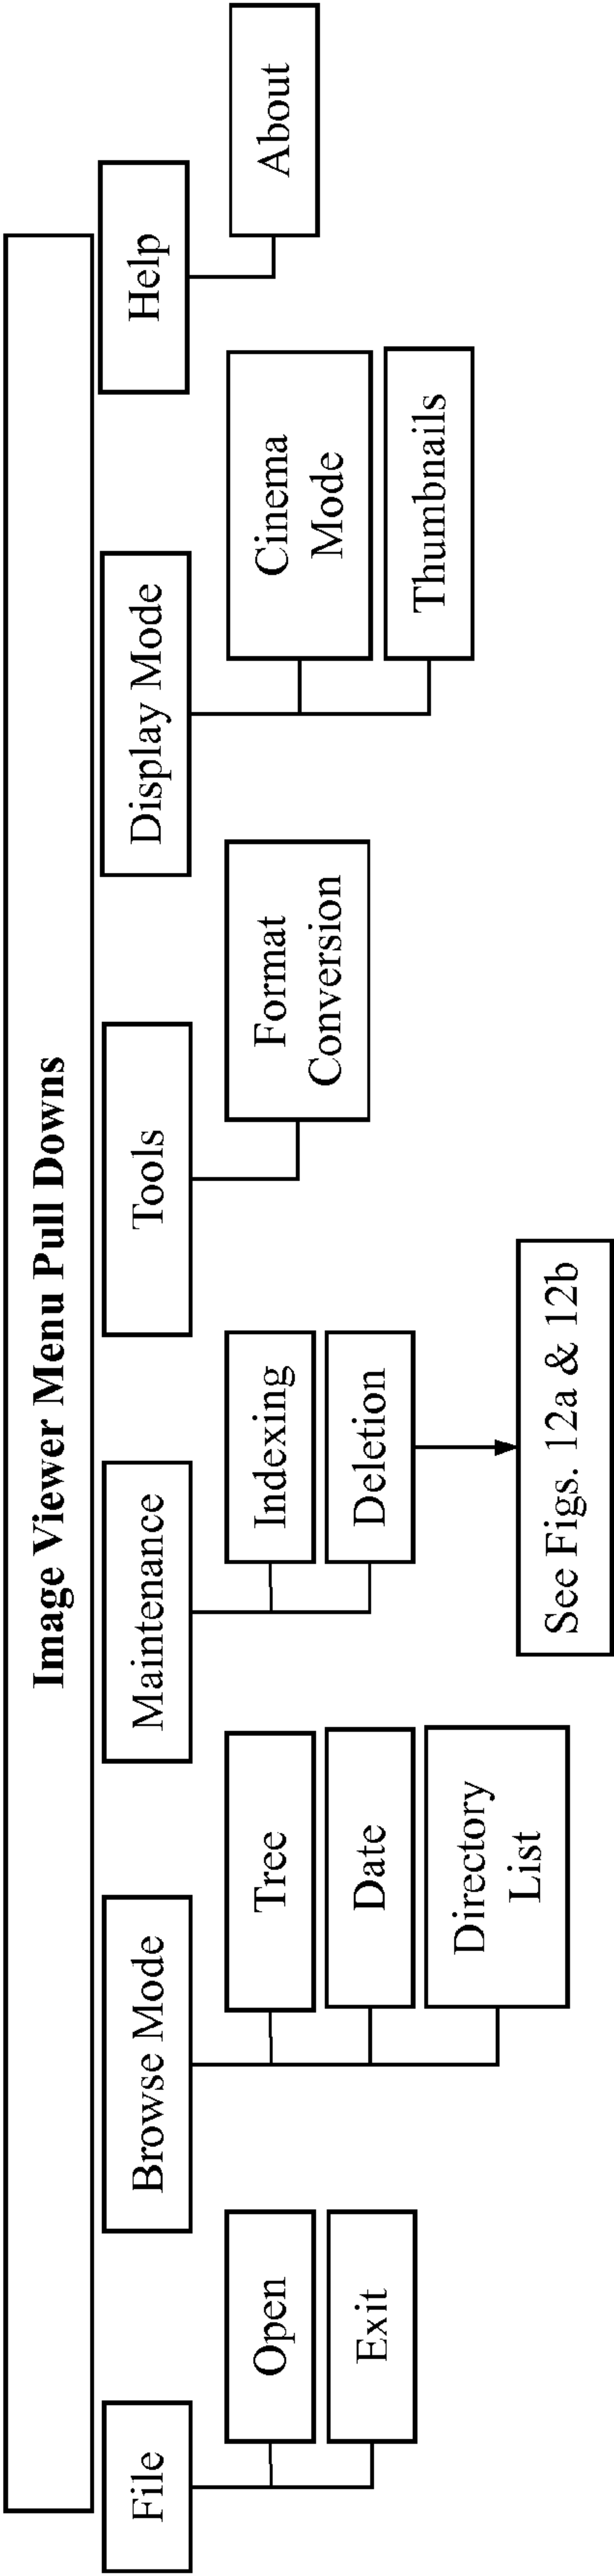 Image Viewer Menu Pull Downs
File
Open
Exit
Browse Mode
Tree
Date
Directory
List
Maintenance
Indexing
Deletion
See Figs. 12a & 12b
Tools
Format
Conversion
Display Mode
Cinema
Mode
Thumbnails
Help
About